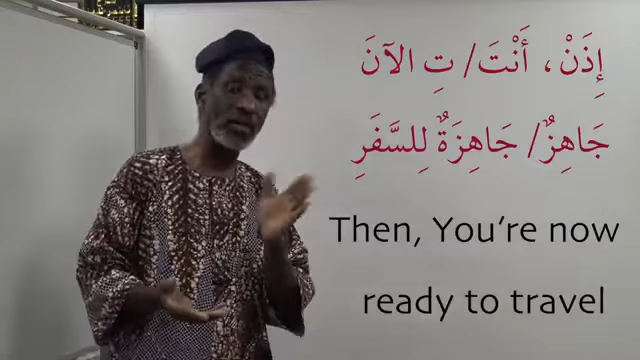 إِذَنْ، أَنْتَ/ تِ الآنَ
جَاهِزٌ/ جَاهِزَةٌ لِلسَّفَرِ
Then, You're now
ready to travel